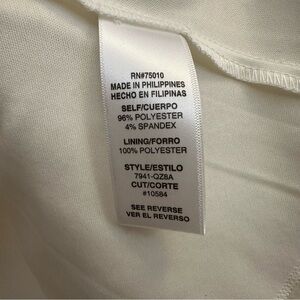 RN#75010
MADE IN PHILIPPINES
HECHO EN FILIPINAS
SELF/CUERPO
96% POLYESTER
4% SPANDEX
LINING/FORRO
100% POLYESTER
STYLE/ESTILO
7941-QZ8A
CUT/CORTE
#10584
SEE REVERSE
VER EL REVERSO